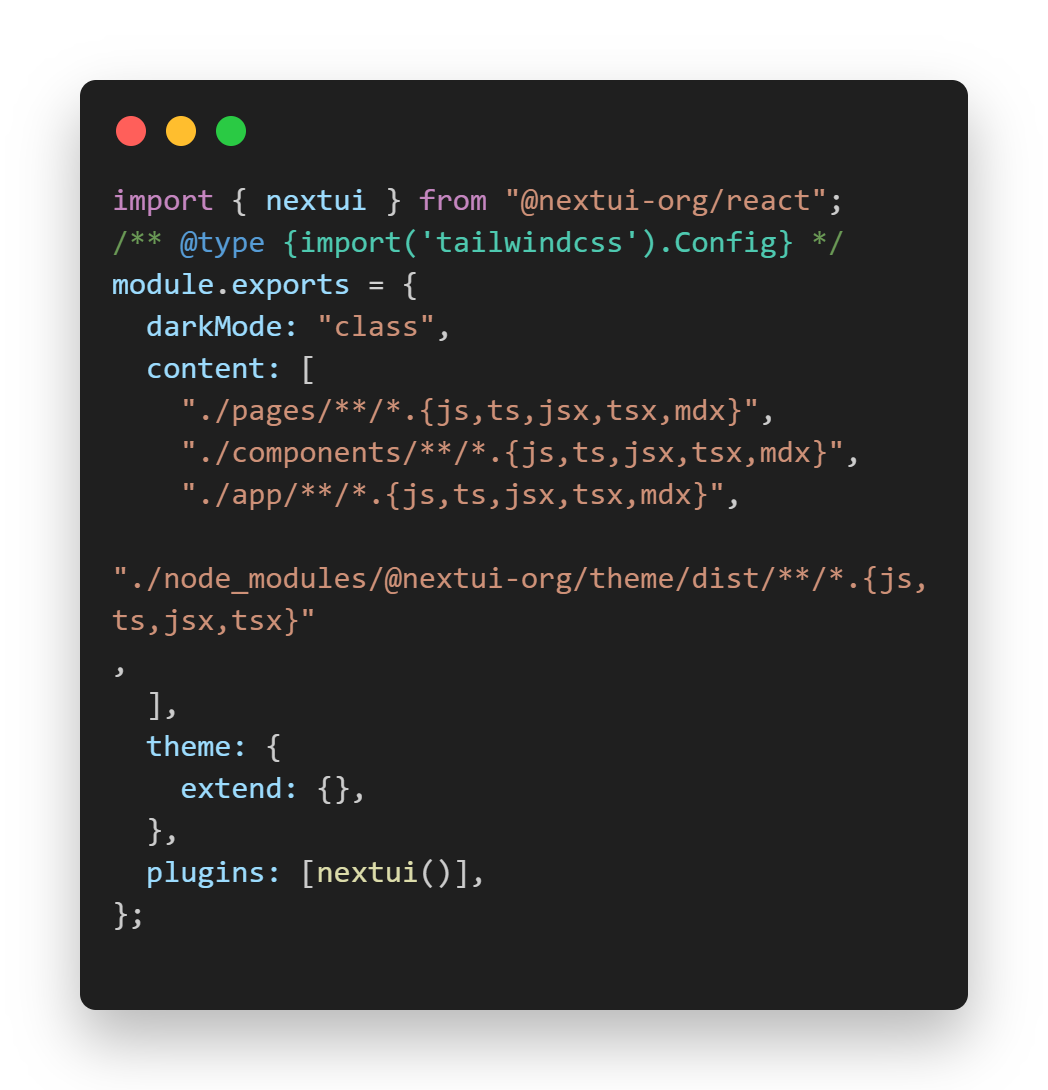 import { nextui } from "@nextui-org/react";
/** @type {import('tailwindcss').Config} */
module.exports = {
  darkMode: "class",
  content: [
    "./pages/**/*.{js,ts,jsx,tsx,mdx}",
    "./components/**/*.{js,ts,jsx,tsx,mdx}",
    "./app/**/*.{js,ts,jsx,tsx,mdx}",

"./node_modules/@nextui-org/theme/dist/**/*.{js,
ts,jsx,tsx}"
,
  ],
  theme: {
    extend: {},
  },
  plugins: [nextui()],
};